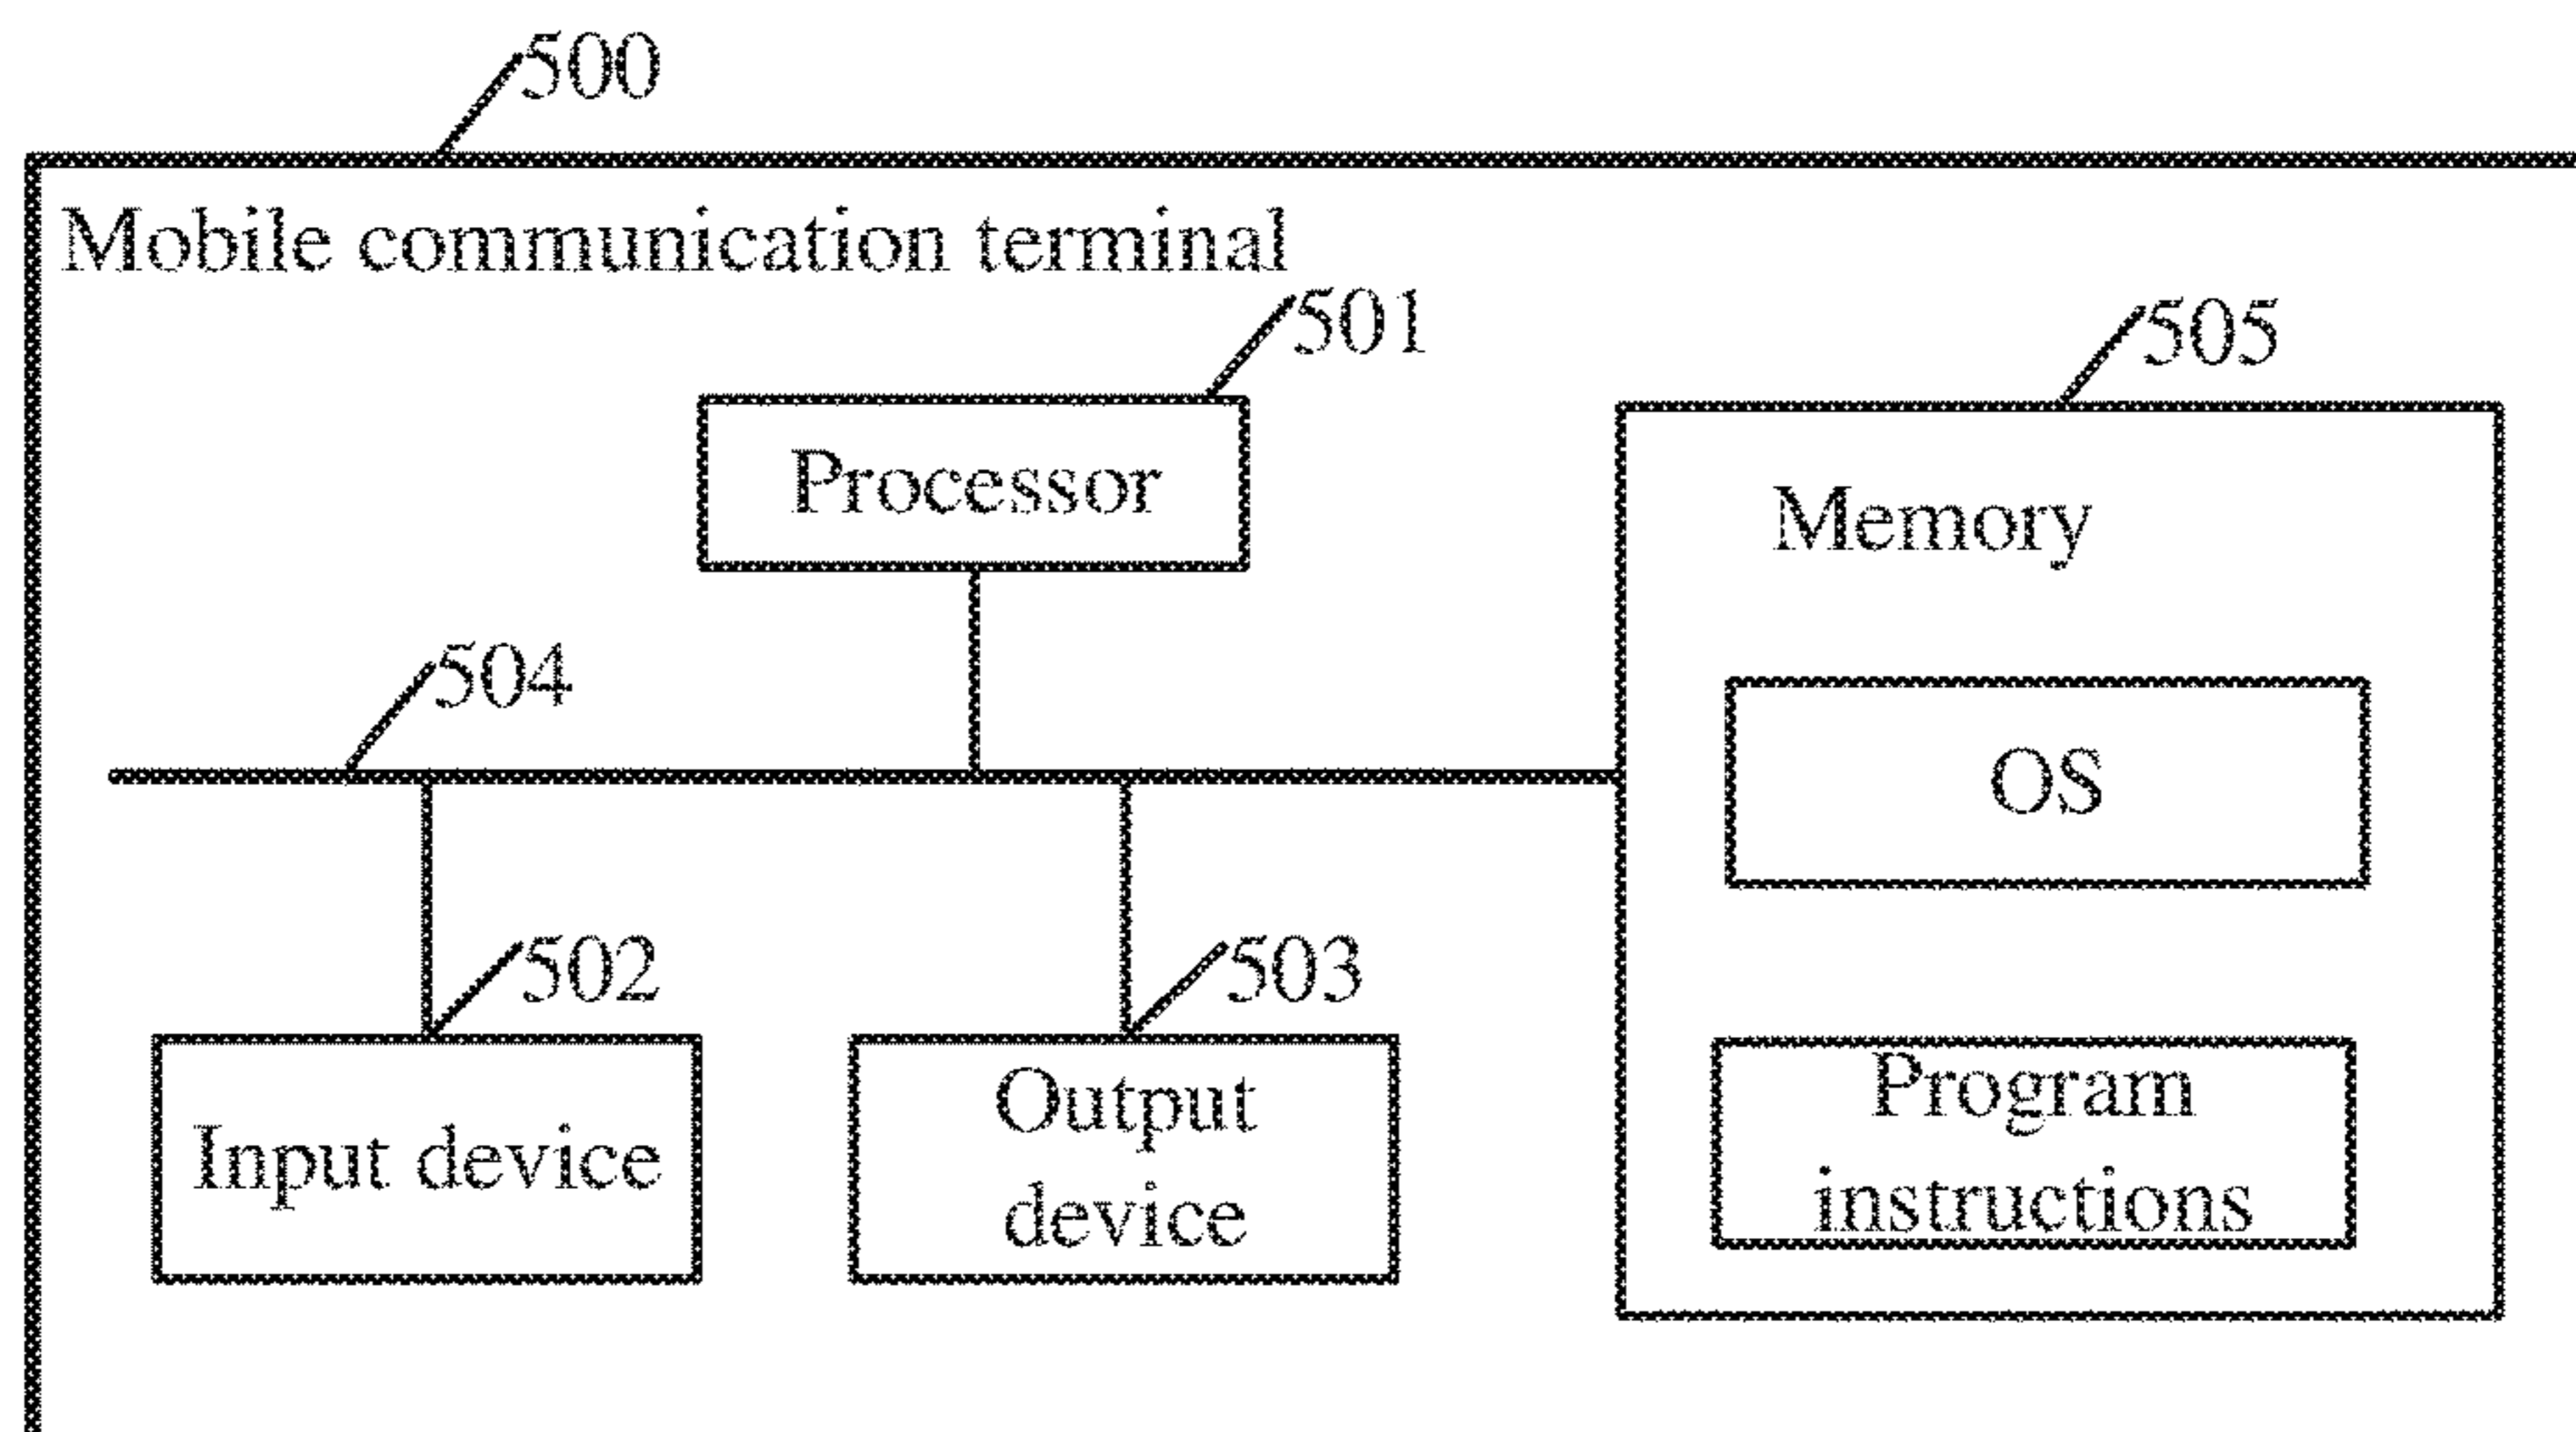 500
Mobile communication terminal
501
505
Processor
Memory
504
OS
502
503
Input device
Output
device
Program
instructions